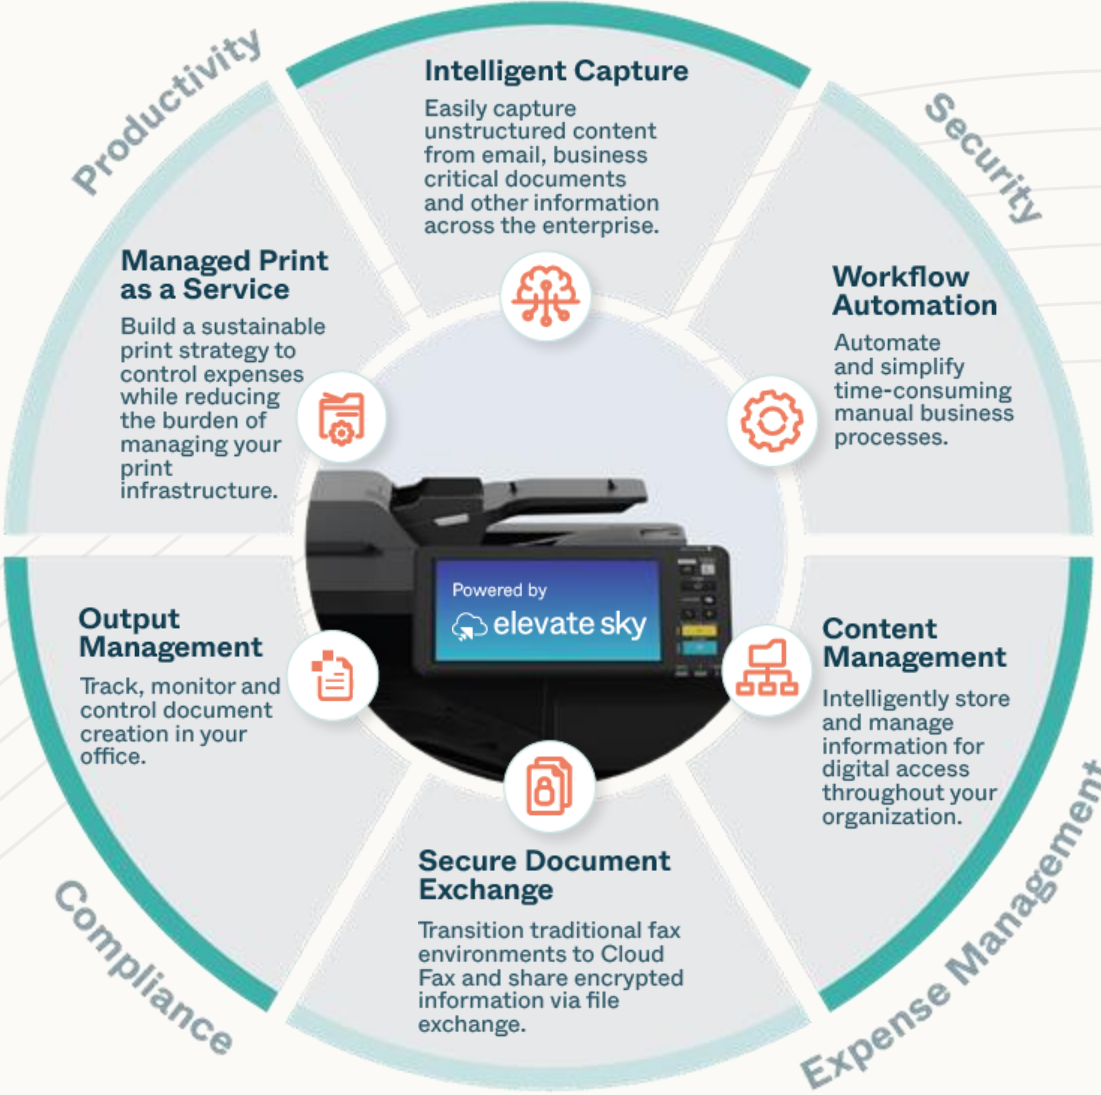 Productivity
Intelligent Capture
Easily capture
unstructured content
from email, business
critical documents
and other information
across the enterprise.
Security
Workflow
Automation
Automate
and simplify
time-consuming
manual business
processes.
Content
Management
Intelligently store
and manage
information for
digital access
throughout your
organization.
Expense Management
Secure Document
Exchange
Transition traditional fax
environments to Cloud
Fax and share encrypted
information via file
exchange.
Compliance
Output
Management
Track, monitor and
control document
creation in your
office.
Managed Print
as a Service
Build a sustainable
print strategy to
control expenses
while reducing
the burden of
managing your
print
infrastructure.
Powered by
elevate sky